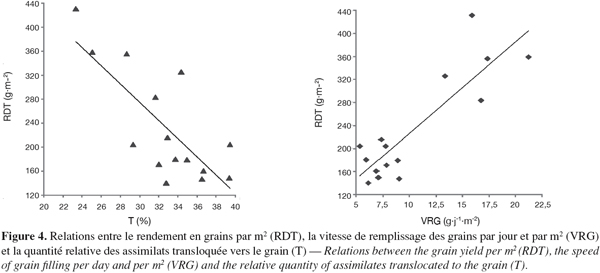 440
400
360
320
280
240
200
160
120
RDT (g·m-2)
20 22 24 26 28 30 32 34 36 38 40
T (%)
440
400
360
320
280
240
200
160
120
RDT (g·m-2)
5 7,5 10 12,5 15 17,5 20 22,5
VRG (g·j-1·m-2)
Figure 4. Relations entre le rendement en grains par m² (RDT), la vitesse de remplissage des grains par jour et par m² (VRG)
et la quantité relative des assimilats transloquée vers le grain (T) — Relations between the grain yield per m² (RDT), the speed
of grain filling per day and per m² (VRG) and the relative quantity of assimilates translocated to the grain (T).